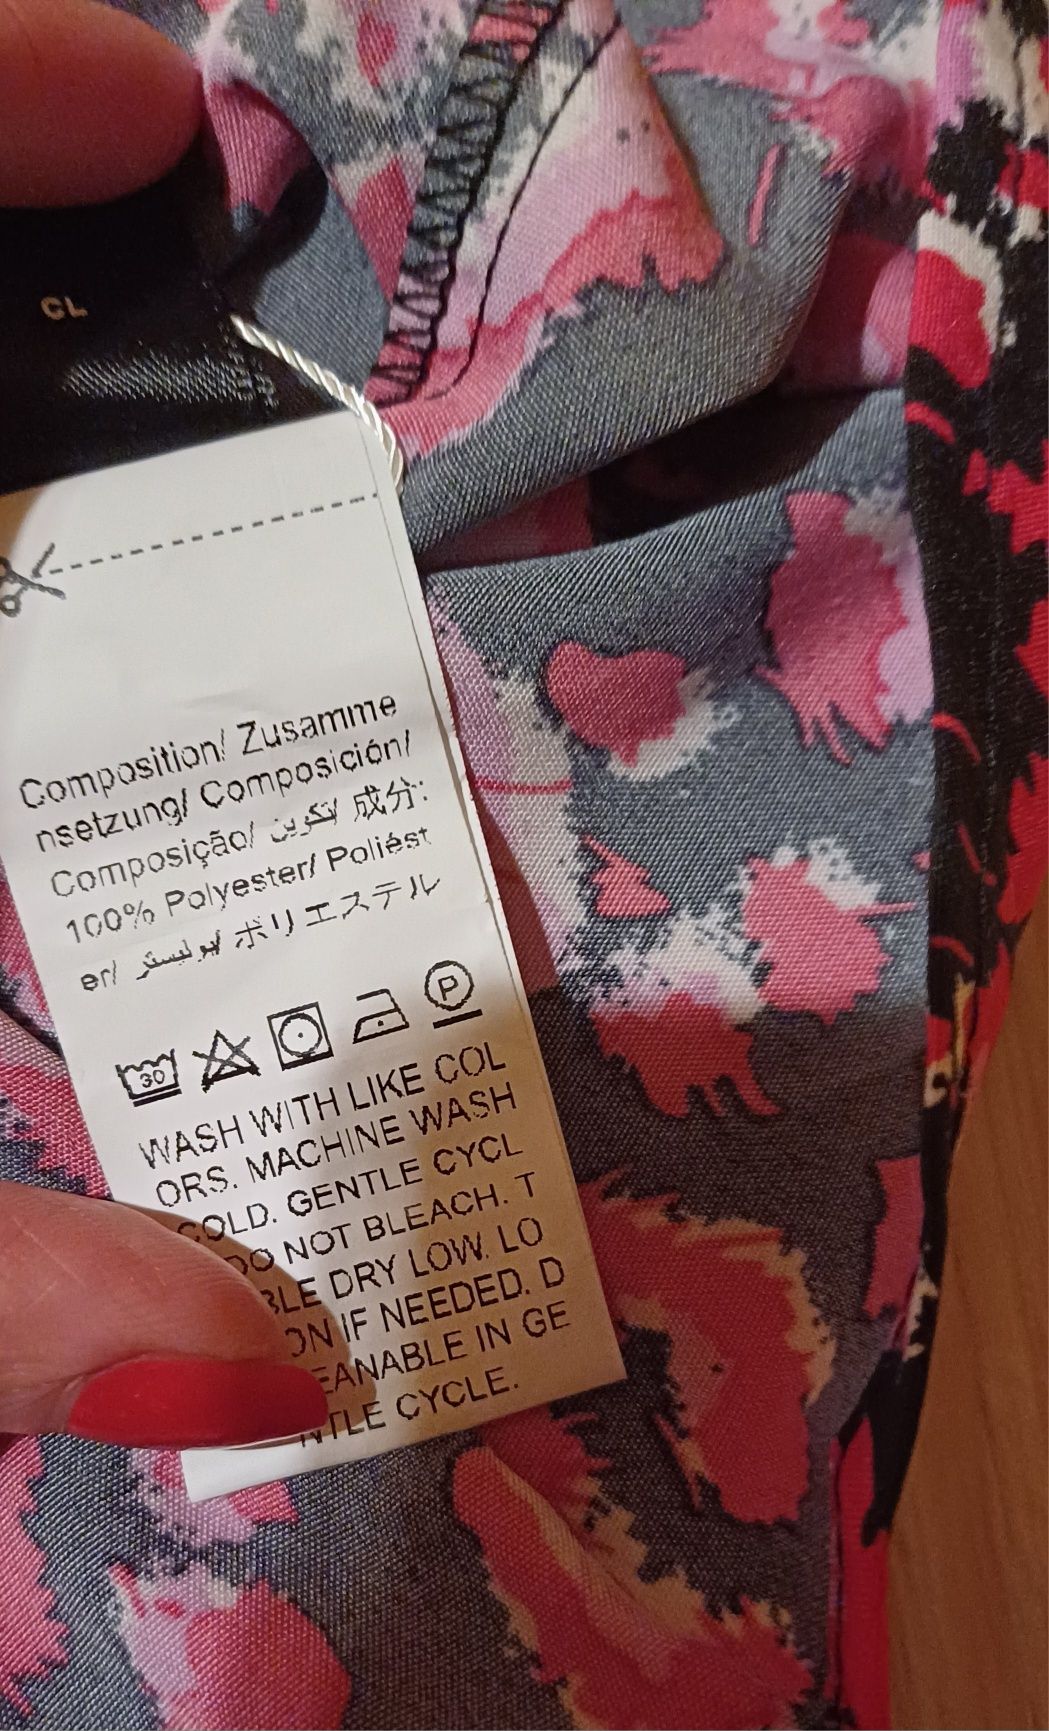 CL
Composition/ Zusamme
nsetzung/ Composición/
Composição/ تكوين/ 成分:
100% Polyester/ Poliést
er/ بوليستر/ ポリエステル
30 P
WASH WITH LIKE COL
ORS. MACHINE WASH
COLD. GENTLE CYCL
DO NOT BLEACH. T
BLE DRY LOW. LO
ON IF NEEDED. D
EANABLE IN GE
NTLE CYCLE.